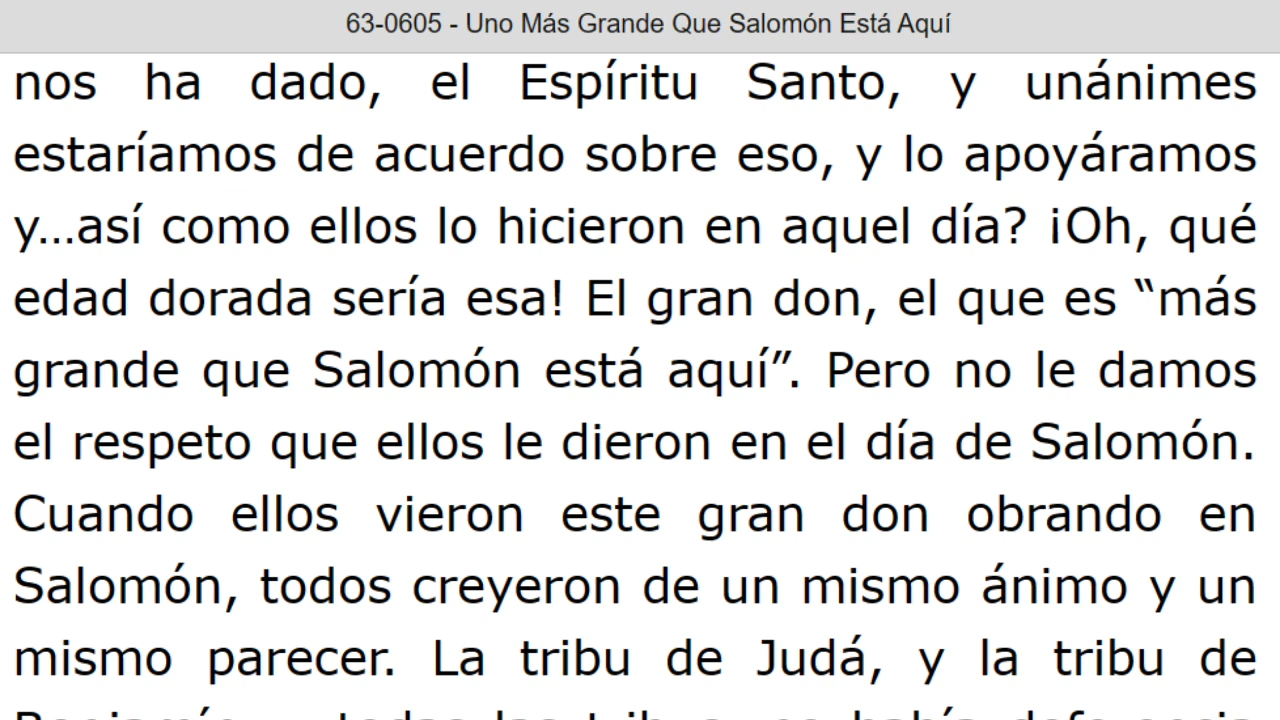 63-0605 - Uno Más Grande Que Salomón Está Aquí
nos ha dado, el Espíritu Santo, y unánimes
estaríamos de acuerdo sobre eso, y lo apoyáramos
y...así como ellos lo hicieron en aquel día? ¡Oh, qué
edad dorada sería esa! El gran don, el que es “más
grande que Salomón está aquí”. Pero no le damos
el respeto que ellos le dieron en el día de Salomón.
Cuando ellos vieron este gran don obrando en
Salomón, todos creyeron de un mismo ánimo y un
mismo parecer. La tribu de Judá, y la tribu de